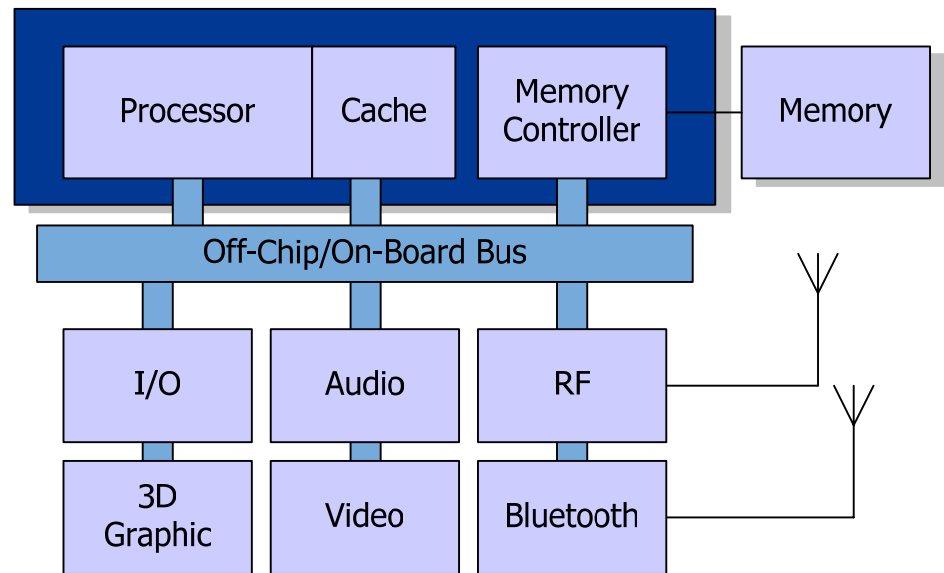 Processor
Cache
Memory
Controller
Memory
Off-Chip/On-Board Bus
I/O
Audio
RF
3D
Graphic
Video
Bluetooth